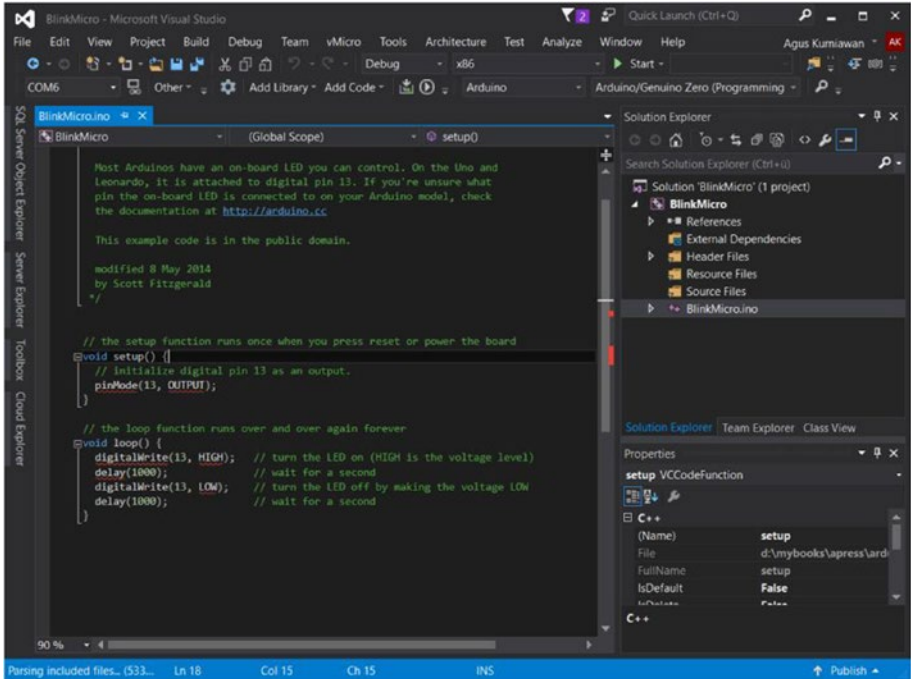 BlinkMicro - Microsoft Visual Studio
2
Quick Launch (Ctrl+Q)
File Edit View Project Build Debug Team vMicro Tools Architecture Test Analyze Window Help Agus Kurniawan AK
Debug x86 Start
COM6 Other Add Library Add Code Arduino Arduino/Genuino Zero (Programming
SQL Server Object Explorer
Server Explorer
Toolbox
Cloud Explorer
BlinkMicro.ino
BlinkMicro (Global Scope) setup()
Most Arduinos have an on-board LED you can control. On the Uno and
Leonardo, it is attached to digital pin 13. If you're unsure what
pin the on-board LED is connected to on your Arduino model, check
the documentation at http://arduino.cc
This example code is in the public domain.
modified 8 May 2014
by Scott Fitzgerald
*/
// the setup function runs once when you press reset or power the board
void setup() {
// initialize digital pin 13 as an output.
pinMode(13, OUTPUT);
}
// the loop function runs over and over again forever
void loop() {
digitalWrite(13, HIGH); // turn the LED on (HIGH is the voltage level)
delay(1000); // wait for a second
digitalWrite(13, LOW); // turn the LED off by making the voltage LOW
delay(1000); // wait for a second
}
90 %
Solution Explorer
Search Solution Explorer (Ctrl+ü)
Solution 'BlinkMicro' (1 project)
BlinkMicro
References
External Dependencies
Header Files
Resource Files
Source Files
BlinkMicro.ino
Solution Explorer Team Explorer Class View
Properties
setup VCCodeFunction
C++
(Name) setup
File d:\mybooks\apress\ard
FullName setup
IsDefault False
C++
Parsing included files... (533... Ln 18 Col 15 Ch 15 INS Publish